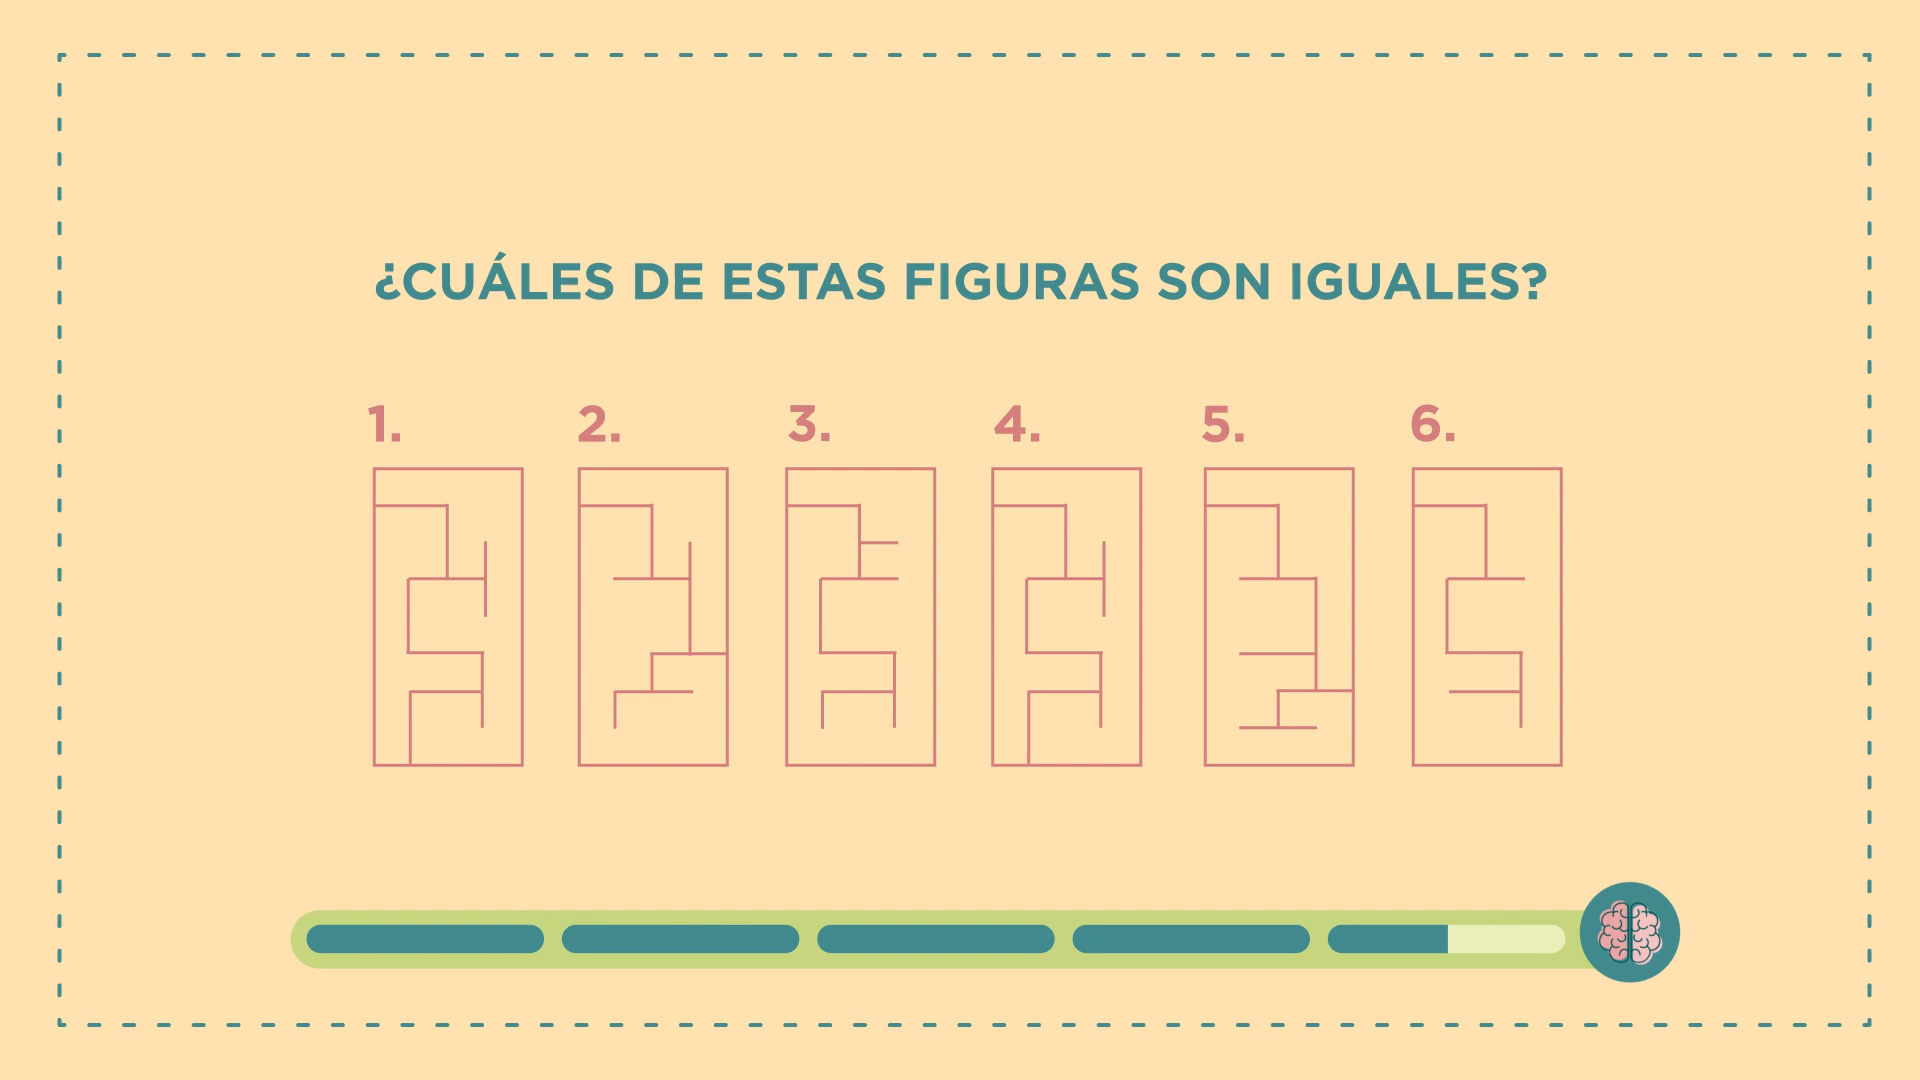 ¿CUÁLES DE ESTAS FIGURAS SON IGUALES?
1. 2. 3. 4. 5. 6.